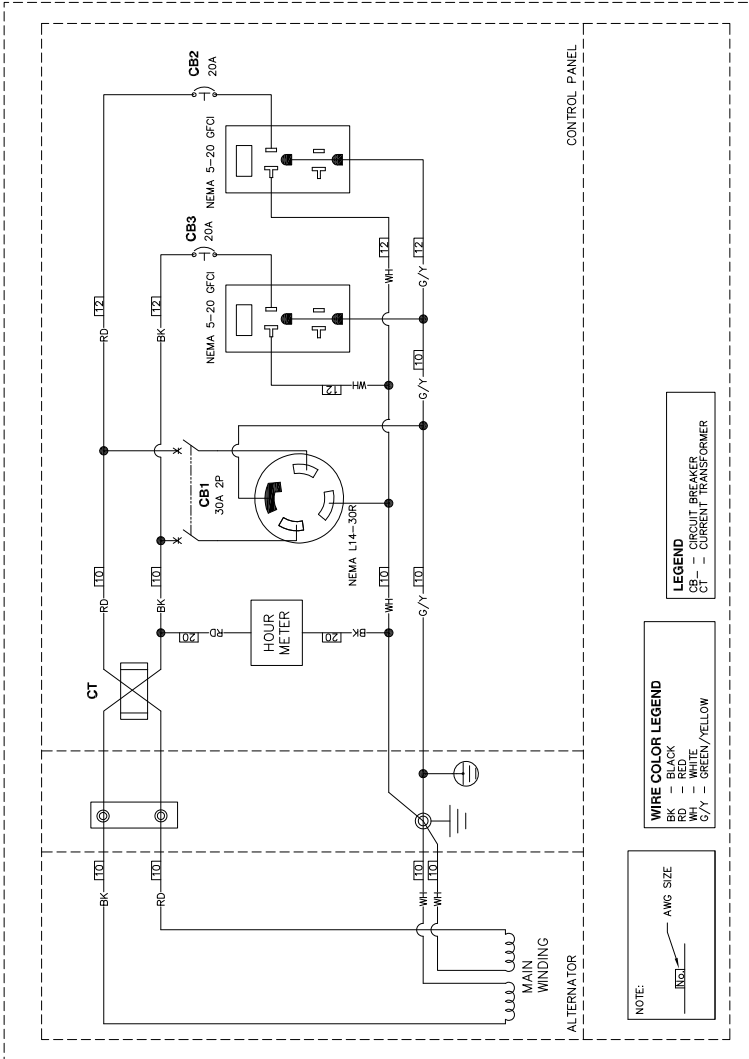 CB2
20A
CONTROL PANEL
NEMA 5-20 GFCI
CB3
20A
NEMA 5-20 GFCI
12
12
WH
G/Y
12
RD
12
BK
10
G/Y
12
WH
CB1
30A 2P
NEMA L14-30R
10
RD
10
BK
10
WH
10
G/Y
20
RD
HOUR
METER
20
BK
CT
10
BK
10
RD
10
WH
10
WH
MAIN
WINDING
ALTERNATOR
LEGEND
CB- - CIRCUIT BREAKER
CT - CURRENT TRANSFORMER
WIRE COLOR LEGEND
BK - BLACK
RD - RED
WH - WHITE
G/Y - GREEN/YELLOW
NOTE:
No.
AWG SIZE